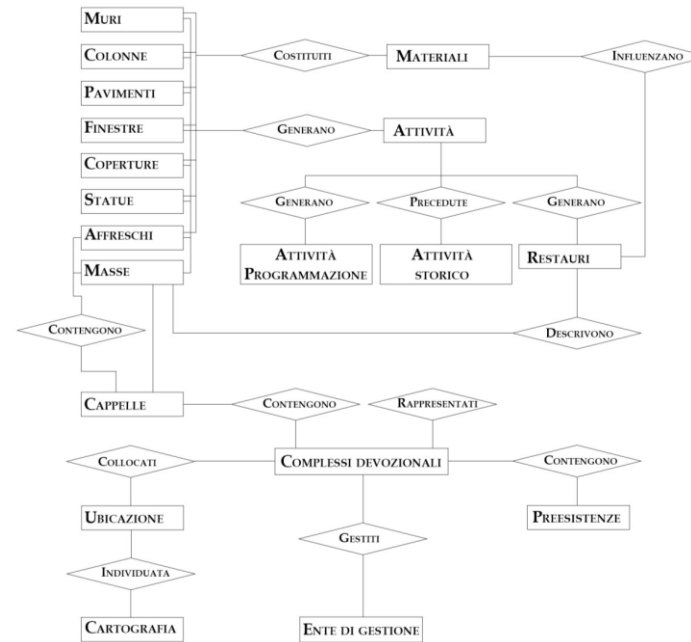 MURI
COLONNE
COSTITUITI
MATERIALI
INFLUENZANO
PAVIMENTI
FINESTRE
GENERANO
ATTIVITÀ
COPERTURE
STATUE
GENERANO
PRECEDUTE
GENERANO
AFFRESCHI
MASSE
ATTIVITÀ
PROGRAMMAZIONE
ATTIVITÀ
STORICO
RESTAURI
CONTENGONO
DESCRIVONO
CAPPELLE
CONTENGONO
RAPPRESENTATI
COLLOCATI
COMPLESSI DEVOZIONALI
CONTENGONO
UBICAZIONE
PREESISTENZE
GESTITI
INDIVIDUATA
CARTOGRAFIA
ENTE DI GESTIONE